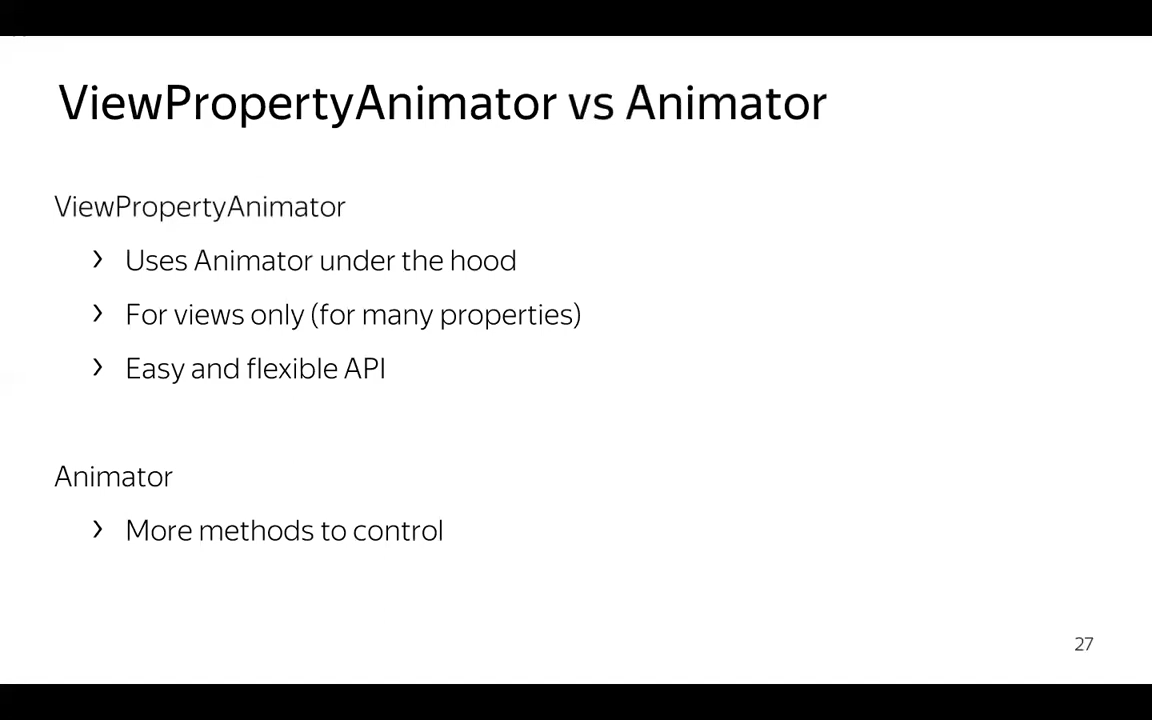 ViewPropertyAnimator vs Animator
ViewPropertyAnimator
› Uses Animator under the hood
› For views only (for many properties)
› Easy and flexible API
Animator
› More methods to control
27